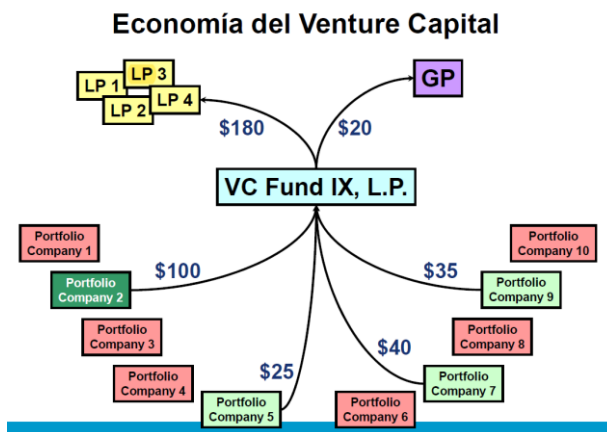 Economía del Venture Capital
LP 3
LP 1
LP 4
LP 2
GP
$180
$20
VC Fund IX, L.P.
Portfolio
Company 1
Portfolio
Company 10
$100
$35
Portfolio
Company 2
Portfolio
Company 9
Portfolio
Company 3
Portfolio
Company 8
$40
$25
Portfolio
Company 4
Portfolio
Company 7
Portfolio
Company 5
Portfolio
Company 6